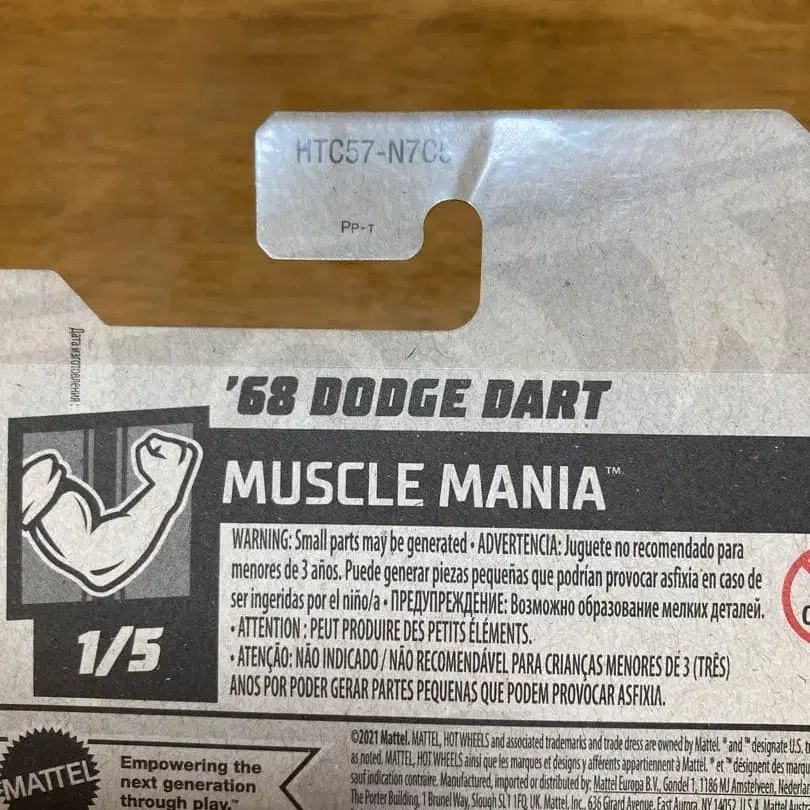 HTC57-N7C
PP-T
Дата изготовления:
'68 DODGE DART
MUSCLE MANIA™
1/5
WARNING: Small parts may be generated • ADVERTENCIA: Juguete no recomendado para
menores de 3 años. Puede generar piezas pequeñas que podrían provocar asfixia en caso de
ser ingeridas por el niño/a • ПРЕДУПРЕЖДЕНИЕ: Возможно образование мелких деталей.
• ATTENTION : PEUT PRODUIRE DES PETITS ÉLÉMENTS.
• ATENÇÃO: NÃO INDICADO / NÃO RECOMENDÁVEL PARA CRIANÇAS MENORES DE 3 (TRÊS)
ANOS POR PODER GERAR PARTES PEQUENAS QUE PODEM PROVOCAR ASFIXIA.
MATTEL
Empowering the
next generation
through play.™
©2021 Mattel. MATTEL, HOT WHEELS and associated trademarks and trade dress are owned by Mattel. ® and ™ designate U.S.
as noted. MATTEL, HOT WHEELS ainsi que les marques et designs y afférents appartiennent à Mattel. ® et ™ désignent des
sauf indication contraire. Manufactured, imported or distributed by: Mattel Europa B.V., Gondel 1, 1186 MJ Amstelveen,
The Porter Building, 1 Brunel Way, Slough SL1 1FQ, UK. Mattel, Inc., 636 Girard Avenue, East Aurora, NY 14052, U.S.A.